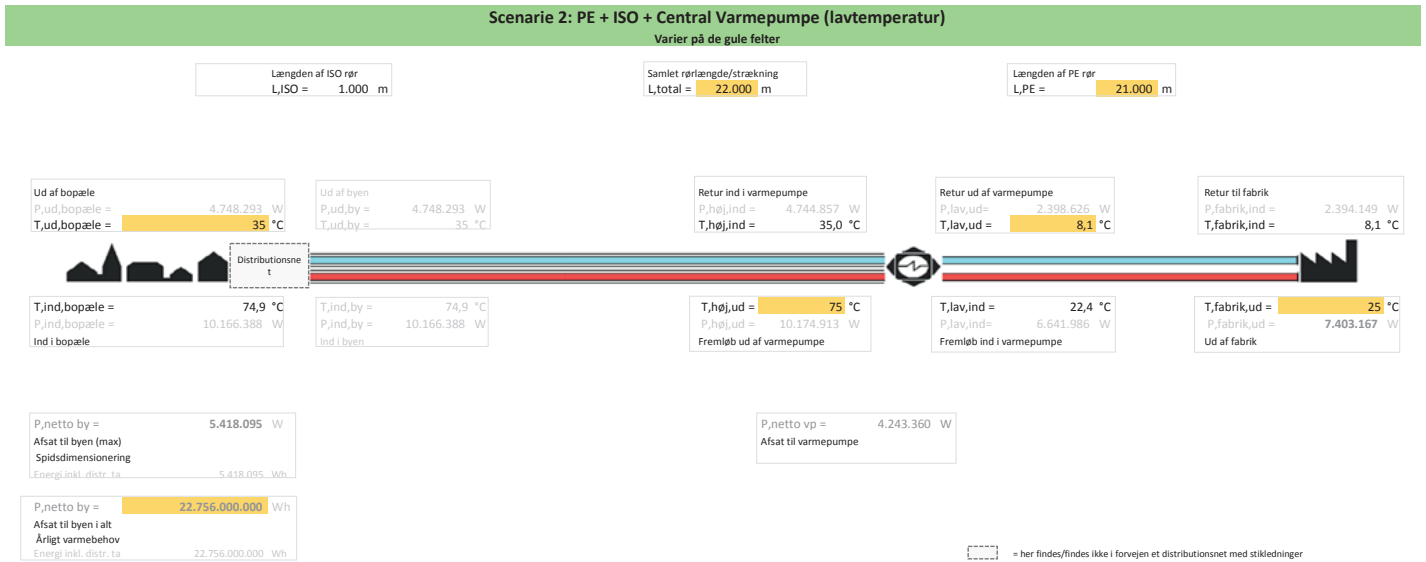 Scenarie 2: PE + ISO + Central Varmepumpe (lavtemperatur)
Varier på de gule felter
Længden af ISO rør
L,ISO = 1.000 m
Samlet rørlængde/strækning
L,total = 22.000 m
Længden af PE rør
L,PE = 21.000 m
Ud af bopæle
P,ud,bopæle = 4.748.293 W
T,ud,bopæle = 35 °C
Ud af byen
P,ud,by = 4.748.293 W
T,ud,by = 35 °C
Retur ind i varmepumpe
P,høj,ind = 4.744.857 W
T,høj,ind = 35,0 °C
Retur ud af varmepumpe
P,lav,ud= 2.398.626 W
T,lav,ud = 8,1 °C
Retur til fabrik
P,fabrik,ind = 2.394.149 W
T,fabrik,ind = 8,1 °C
Distributionsne
t
T,ind,bopæle = 74,9 °C
P,ind,bopæle = 10.166.388 W
Ind i bopæle
T,ind,by = 74,9 °C
P,ind,by = 10.166.388 W
Ind i byen
T,høj,ud = 75 °C
P,høj,ud = 10.174.913 W
Fremløb ud af varmepumpe
T,lav,ind = 22,4 °C
P,lav,ind= 6.641.986 W
Fremløb ind i varmepumpe
T,fabrik,ud = 25 °C
P,fabrik,ud = 7.403.167 W
Ud af fabrik
P,netto by = 5.418.095 W
Afsat til byen (max)
Spidsdimensionering
Energi inkl. distr. ta 5.418.095 Wh
P,netto vp = 4.243.360 W
Afsat til varmepumpe
P,netto by = 22.756.000.000 Wh
Afsat til byen i alt
Årligt varmebehov
Energi inkl. distr. ta 22.756.000.000 Wh
= her findes/findes ikke i forvejen et distributionsnet med stikledninger